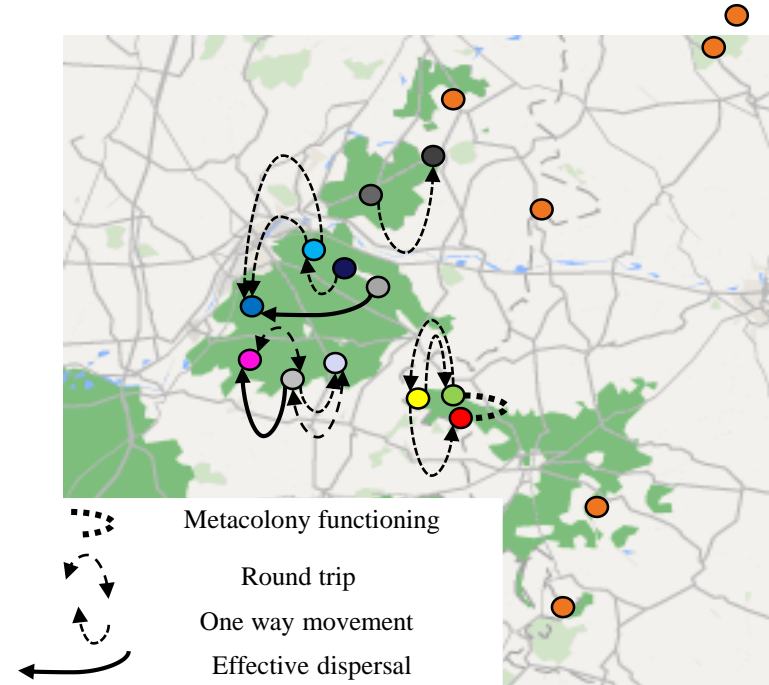 Metacolony functioning
Round trip
One way movement
Effective dispersal